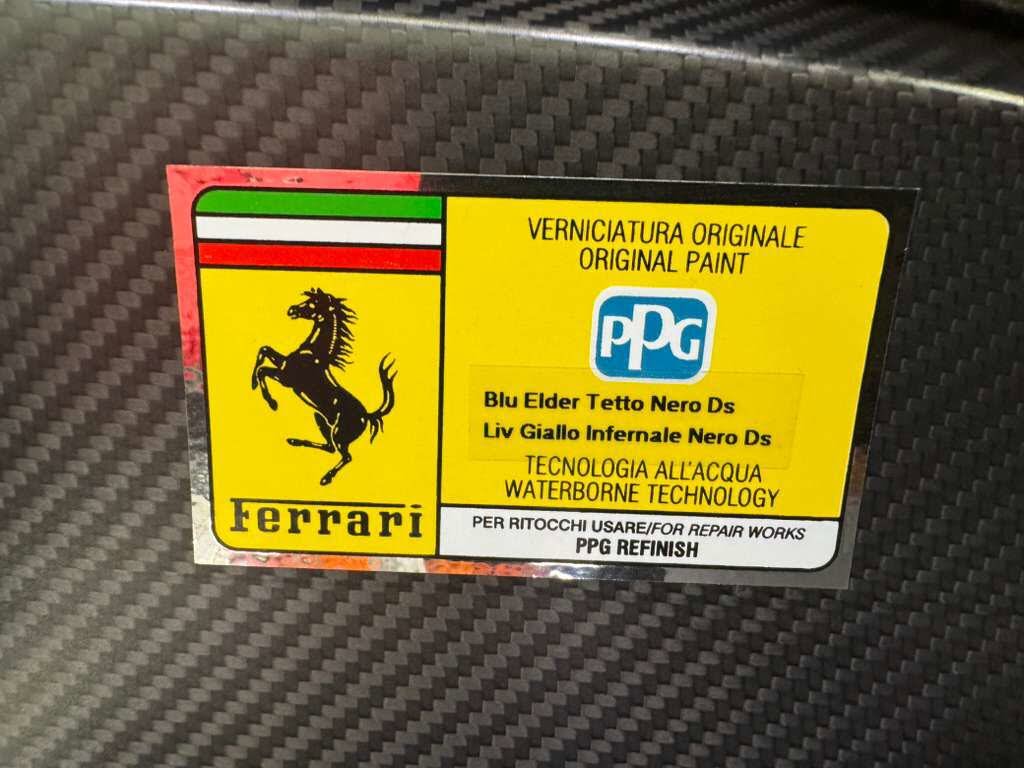 VERNICIATURA ORIGINALE
ORIGINAL PAINT
PPG
Blu Elder Tetto Nero Ds
Liv Giallo Infernale Nero Ds
TECNOLOGIA ALL'ACQUA
WATERBORNE TECHNOLOGY
Ferrari
PER RITOCCHI USARE/FOR REPAIR WORKS
PPG REFINISH